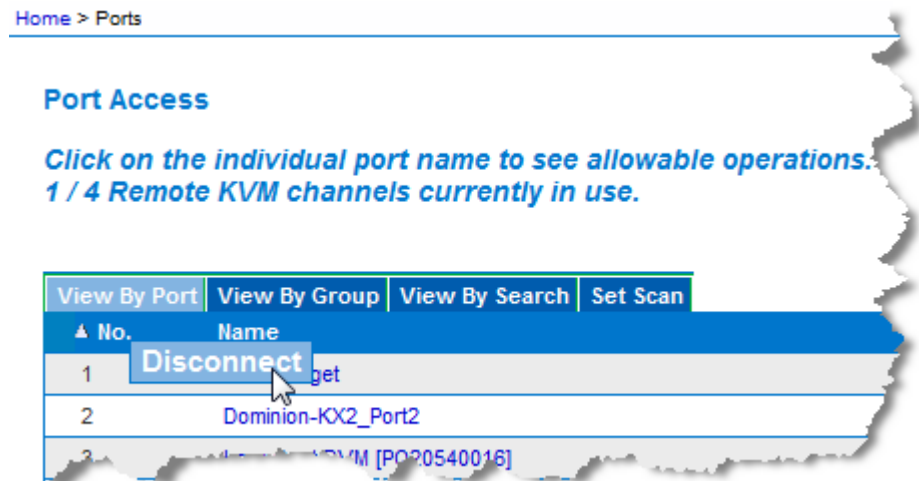 Home > Ports
Port Access
Click on the individual port name to see allowable operations.
1 / 4 Remote KVM channels currently in use.
View By Port View By Group View By Search Set Scan
▲ No. Name
1 Disconnect get
2 Dominion-KX2_Port2
[PQ20540016]